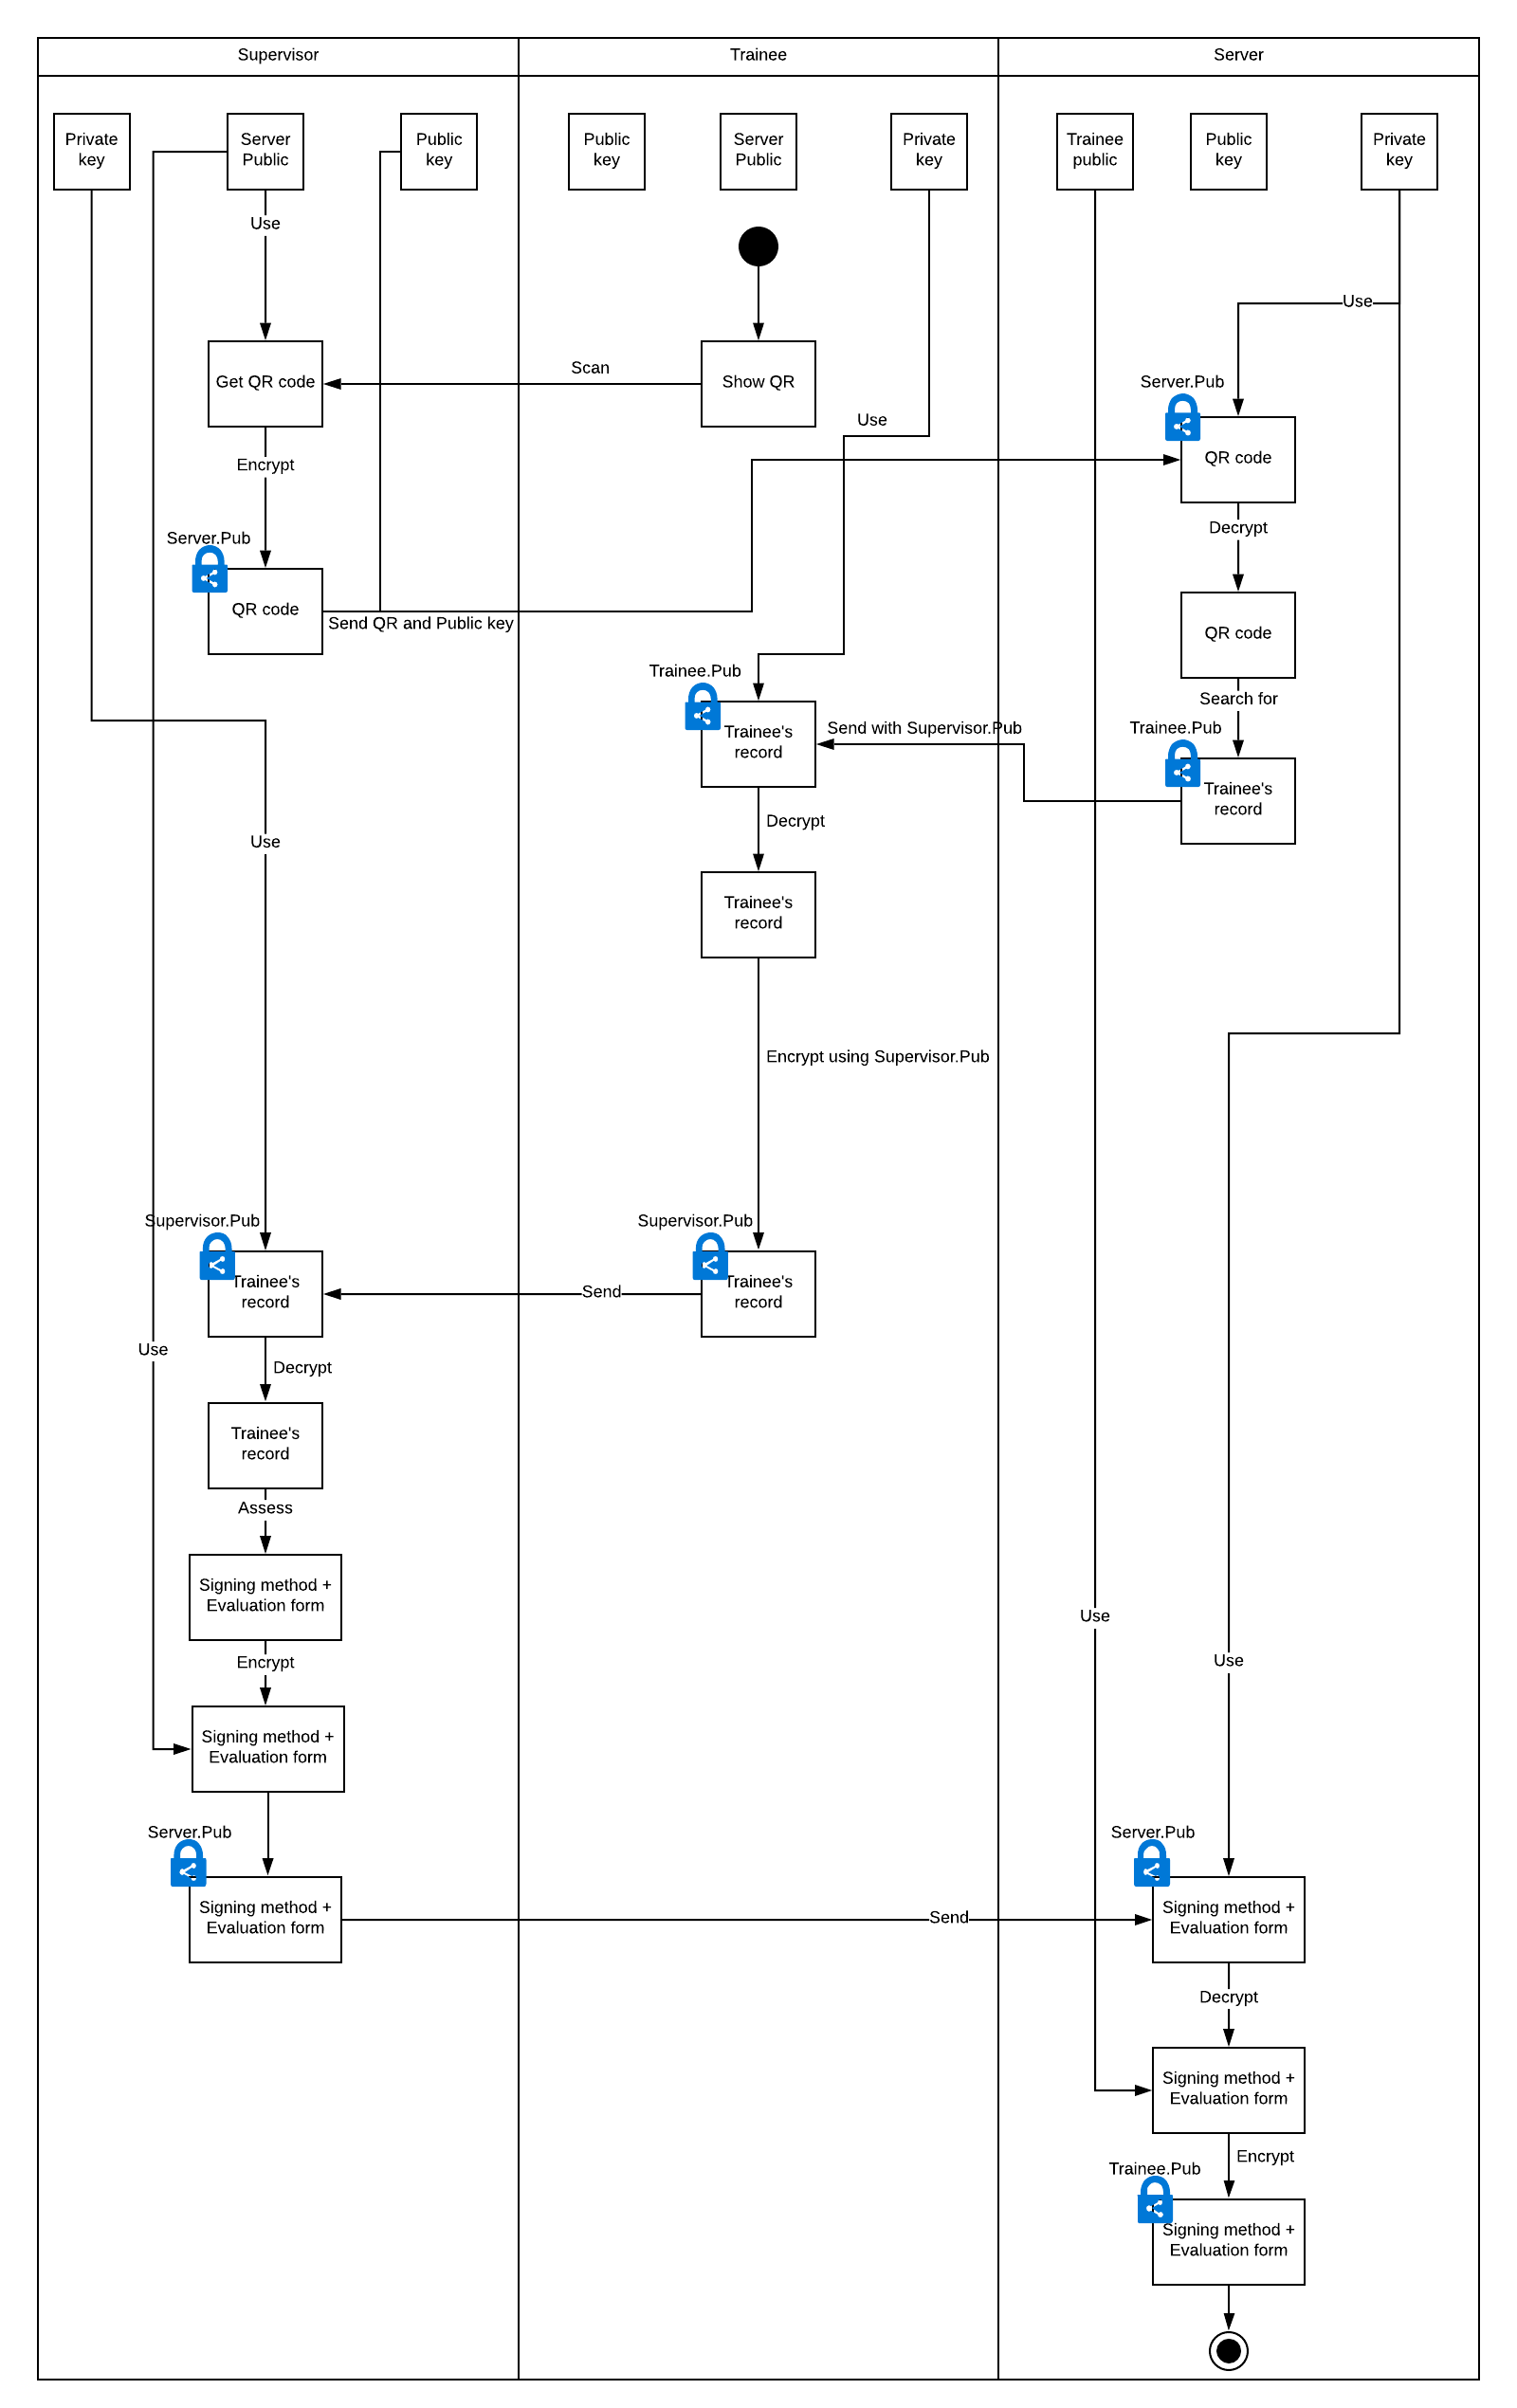 Supervisor
Trainee
Server
Private
key
Server
Public
Public
key
Public
key
Server
Public
Private
key
Trainee
public
Public
key
Private
key
Use
Use
Scan
Get QR code
Show QR
Server.Pub
Use
QR code
Encrypt
Decrypt
Server.Pub
QR code
Send QR and Public key
QR code
Trainee.Pub
Search for
Trainee's
record
Send with Supervisor.Pub
Trainee.Pub
Trainee's
record
Decrypt
Use
Trainee's
record
Encrypt using Supervisor.Pub
Supervisor.Pub
Supervisor.Pub
Trainee's
record
Send
Trainee's
record
Use
Decrypt
Trainee's
record
Assess
Signing method +
Evaluation form
Use
Encrypt
Use
Signing method +
Evaluation form
Server.Pub
Server.Pub
Signing method +
Evaluation form
Send
Signing method +
Evaluation form
Decrypt
Signing method +
Evaluation form
Encrypt
Trainee.Pub
Signing method +
Evaluation form